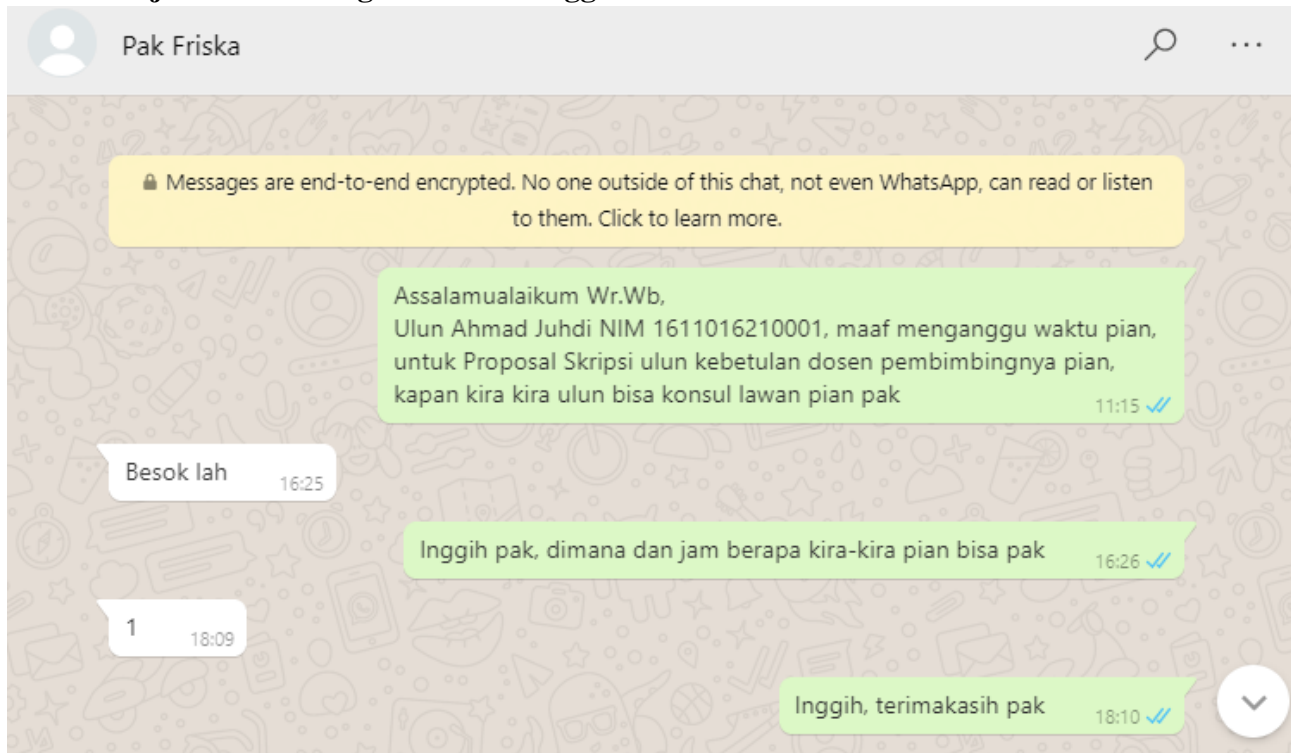 Pak Friska
Messages are end-to-end encrypted. No one outside of this chat, not even WhatsApp, can read or listen
to them. Click to learn more.
Assalamualaikum Wr.Wb,
Ulun Ahmad Juhdi NIM 1611016210001, maaf menganggu waktu pian,
untuk Proposal Skripsi ulun kebetulan dosen pembimbingnya pian,
kapan kira kira ulun bisa konsul lawan pian pak
11:15
Besok lah
16:25
Inggih pak, dimana dan jam berapa kira-kira pian bisa pak
16:26
1
18:09
Inggih, terimakasih pak
18:10